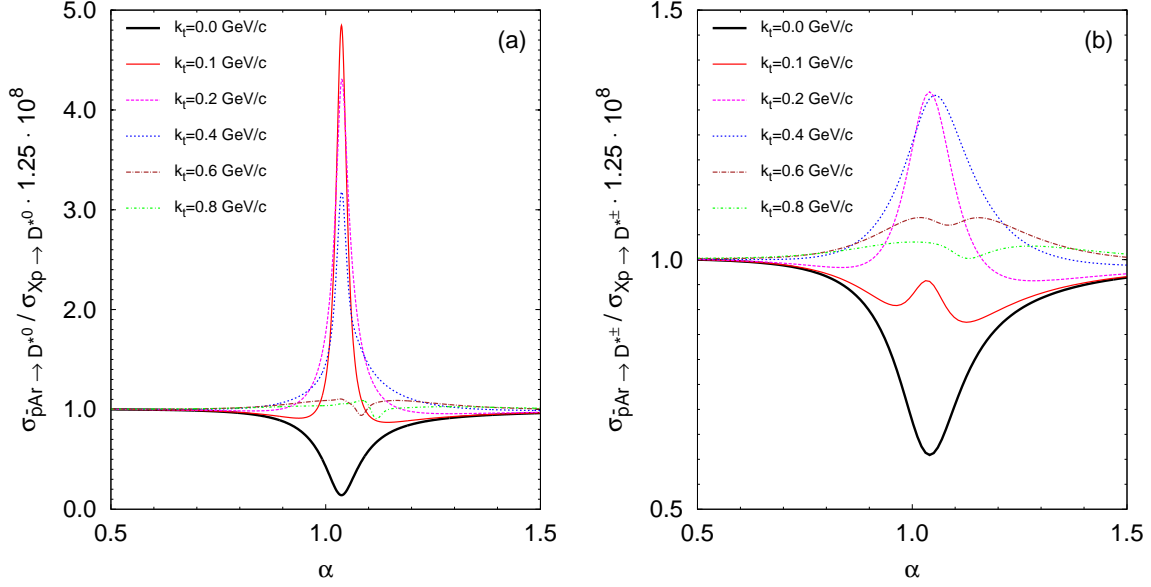 σ_p̄Ar → D*⁰ / σ_Xp → D*⁰ · 1.25 · 10⁸
5.0
4.0
3.0
2.0
1.0
0.0
k_t=0.0 GeV/c
k_t=0.1 GeV/c
k_t=0.2 GeV/c
k_t=0.4 GeV/c
k_t=0.6 GeV/c
k_t=0.8 GeV/c
(a)
0.5 1.0 1.5
α
σ_p̄Ar → D*± / σ_Xp → D*± · 1.25 · 10⁸
1.5
1.0
0.5
k_t=0.0 GeV/c
k_t=0.1 GeV/c
k_t=0.2 GeV/c
k_t=0.4 GeV/c
k_t=0.6 GeV/c
k_t=0.8 GeV/c
(b)
0.5 1.0 1.5
α